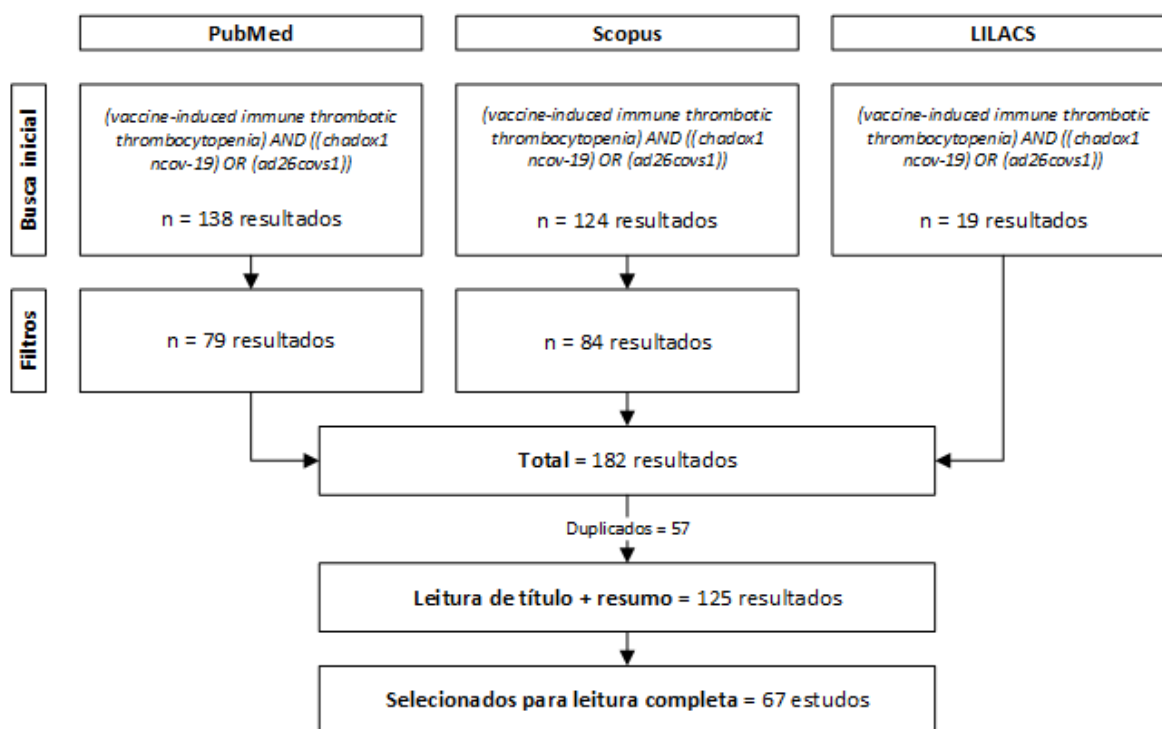 PubMed
Scopus
LILACS
Busca inicial
(vaccine-induced immune thrombotic
thrombocytopenia) AND ((chadox1
ncov-19) OR (ad26covs1))
n = 138 resultados
(vaccine-induced immune thrombotic
thrombocytopenia) AND ((chadox1
ncov-19) OR (ad26covs1))
n = 124 resultados
(vaccine-induced immune thrombotic
thrombocytopenia) AND ((chadox1
ncov-19) OR (ad26covs1))
n = 19 resultados
Filtros
n = 79 resultados
n = 84 resultados
Total = 182 resultados
Duplicados = 57
Leitura de título + resumo = 125 resultados
Selecionados para leitura completa = 67 estudos